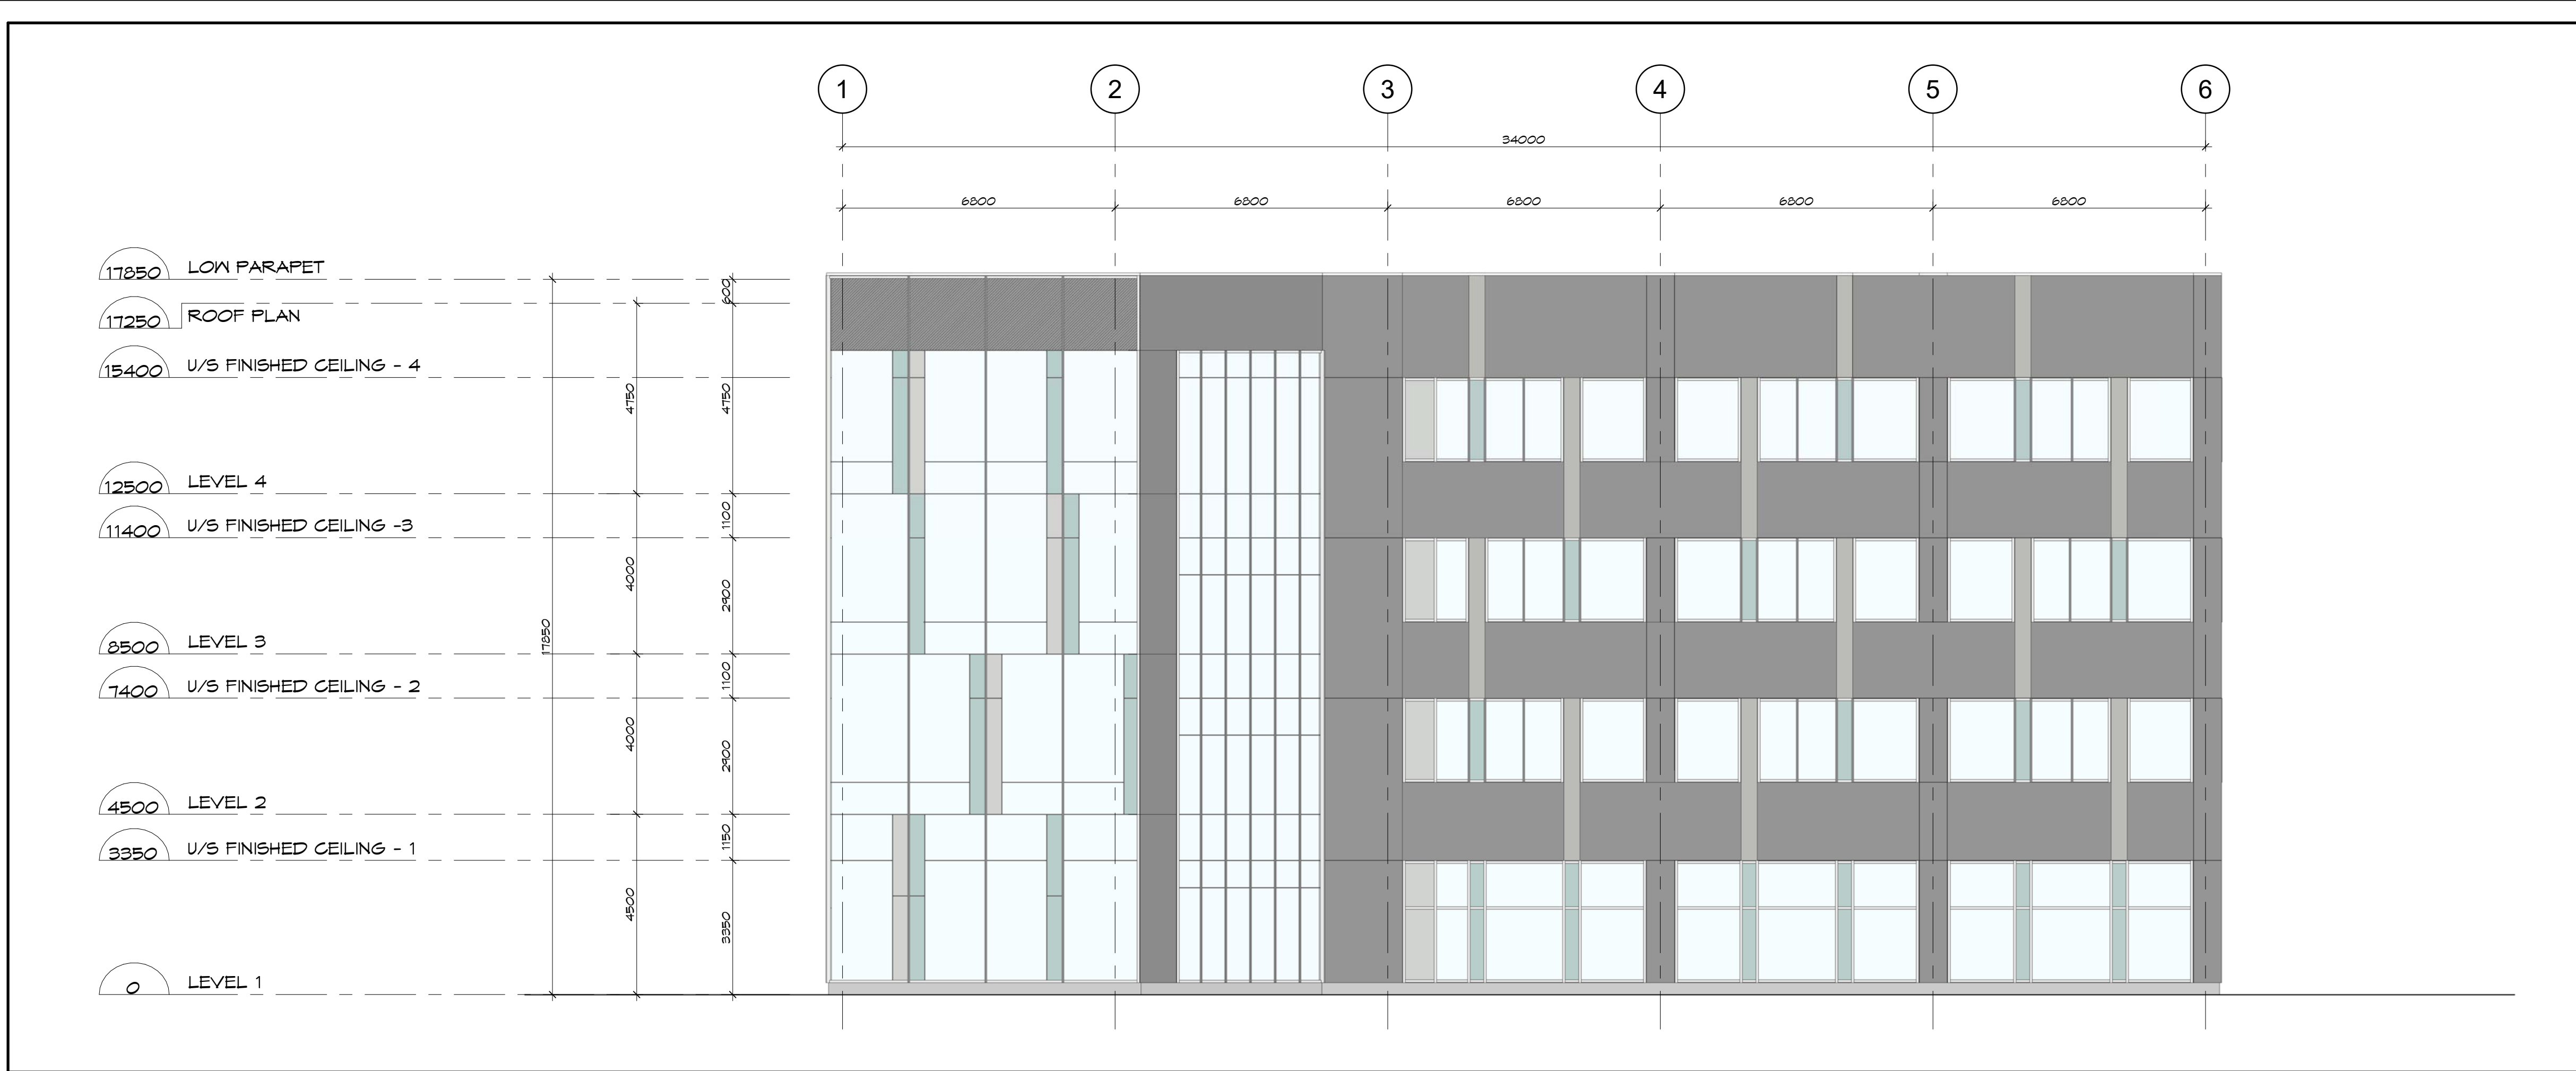 1 2 3 4 5 6
34000
6800 6800 6800 6800 6800
17850 LOW PARAPET
600
17250 ROOF PLAN
15400 U/S FINISHED CEILING - 4
4750 4750
12500 LEVEL 4
1100
11400 U/S FINISHED CEILING -3
4000 2900
17850
8500 LEVEL 3
1100
7400 U/S FINISHED CEILING - 2
4000 2900
4500 LEVEL 2
1150
3350 U/S FINISHED CEILING - 1
4500 3350
0 LEVEL 1